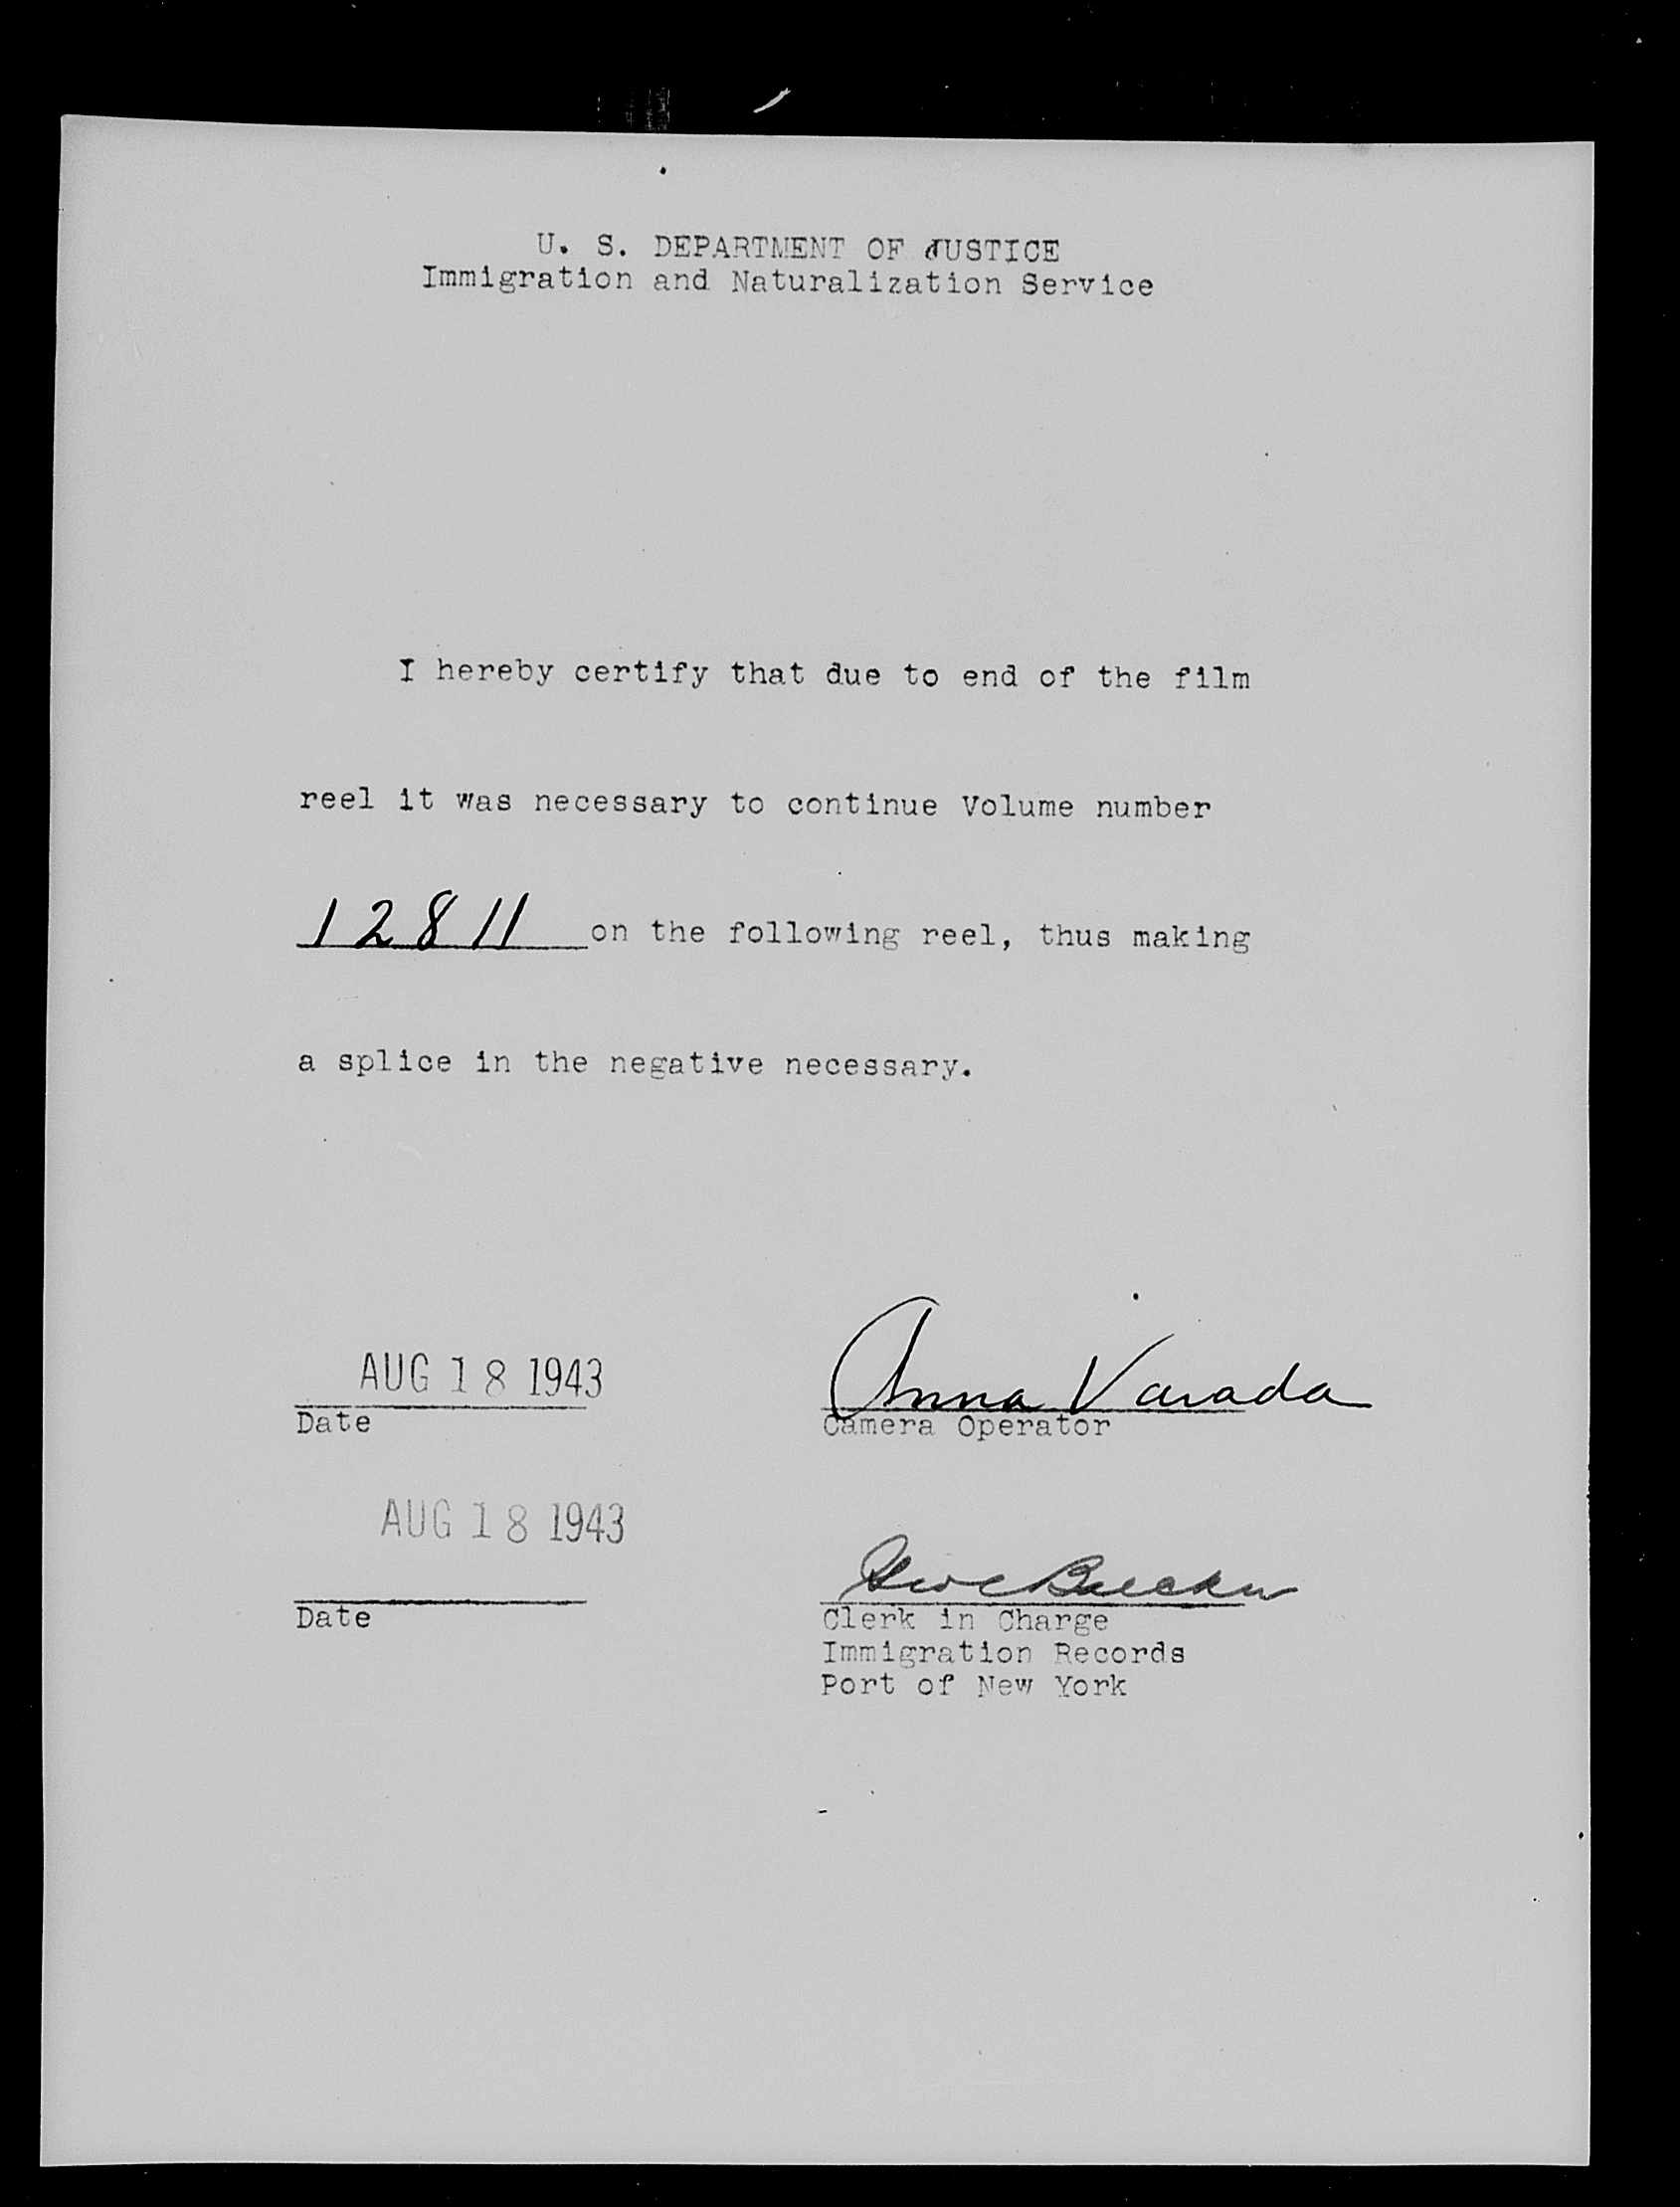 U. S. DEPARTMENT OF JUSTICE
Immigration and Naturalization Service
I hereby certify that due to end of the film
reel it was necessary to continue Volume number
12811 on the following reel, thus making
a splice in the negative necessary.
AUG 18 1943
Anna Varada
Date
Camera Operator
AUG 18 1943
Date
Clerk in Charge
Immigration Records
Port of New York